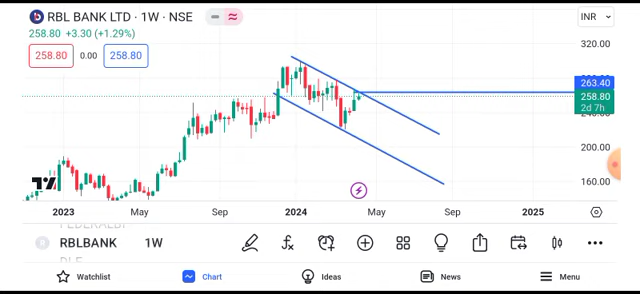 RBL BANK LTD · 1W · NSE
INR
258.80 +3.30 (+1.29%)
258.80 0.00 258.80
320.00
263.40
258.80
2d 7h
200.00
160.00
2023 May Sep 2024 May Sep 2025
RBLBANK 1W
Watchlist Chart Ideas News Menu